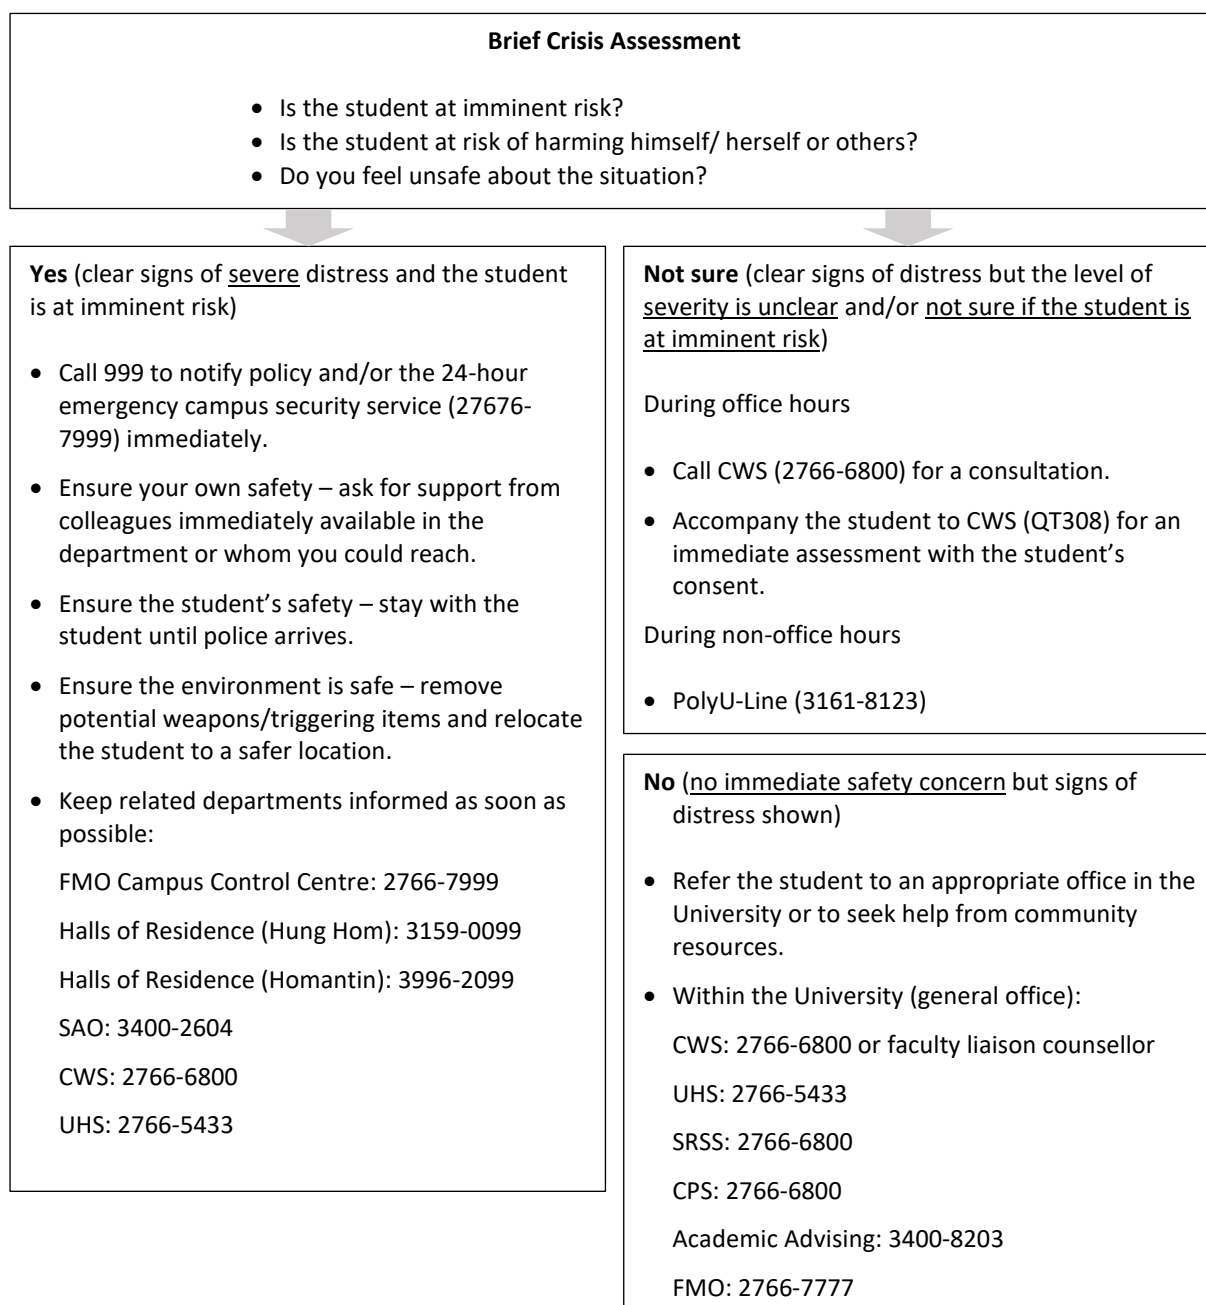 Brief Crisis Assessment
• Is the student at imminent risk?
• Is the student at risk of harming himself/ herself or others?
• Do you feel unsafe about the situation?
Yes (clear signs of severe distress and the student
is at imminent risk)
• Call 999 to notify policy and/or the 24-hour
emergency campus security service (27676-
7999) immediately.
• Ensure your own safety – ask for support from
colleagues immediately available in the
department or whom you could reach.
• Ensure the student’s safety – stay with the
student until police arrives.
• Ensure the environment is safe – remove
potential weapons/triggering items and relocate
the student to a safer location.
• Keep related departments informed as soon as
possible:
FMO Campus Control Centre: 2766-7999
Halls of Residence (Hung Hom): 3159-0099
Halls of Residence (Homantin): 3996-2099
SAO: 3400-2604
CWS: 2766-6800
UHS: 2766-5433
Not sure (clear signs of distress but the level of
severity is unclear and/or not sure if the student is
at imminent risk)
During office hours
• Call CWS (2766-6800) for a consultation.
• Accompany the student to CWS (QT308) for an
immediate assessment with the student’s
consent.
During non-office hours
• PolyU-Line (3161-8123)
No (no immediate safety concern but signs of
distress shown)
• Refer the student to an appropriate office in the
University or to seek help from community
resources.
• Within the University (general office):
CWS: 2766-6800 or faculty liaison counsellor
UHS: 2766-5433
SRSS: 2766-6800
CPS: 2766-6800
Academic Advising: 3400-8203
FMO: 2766-7777